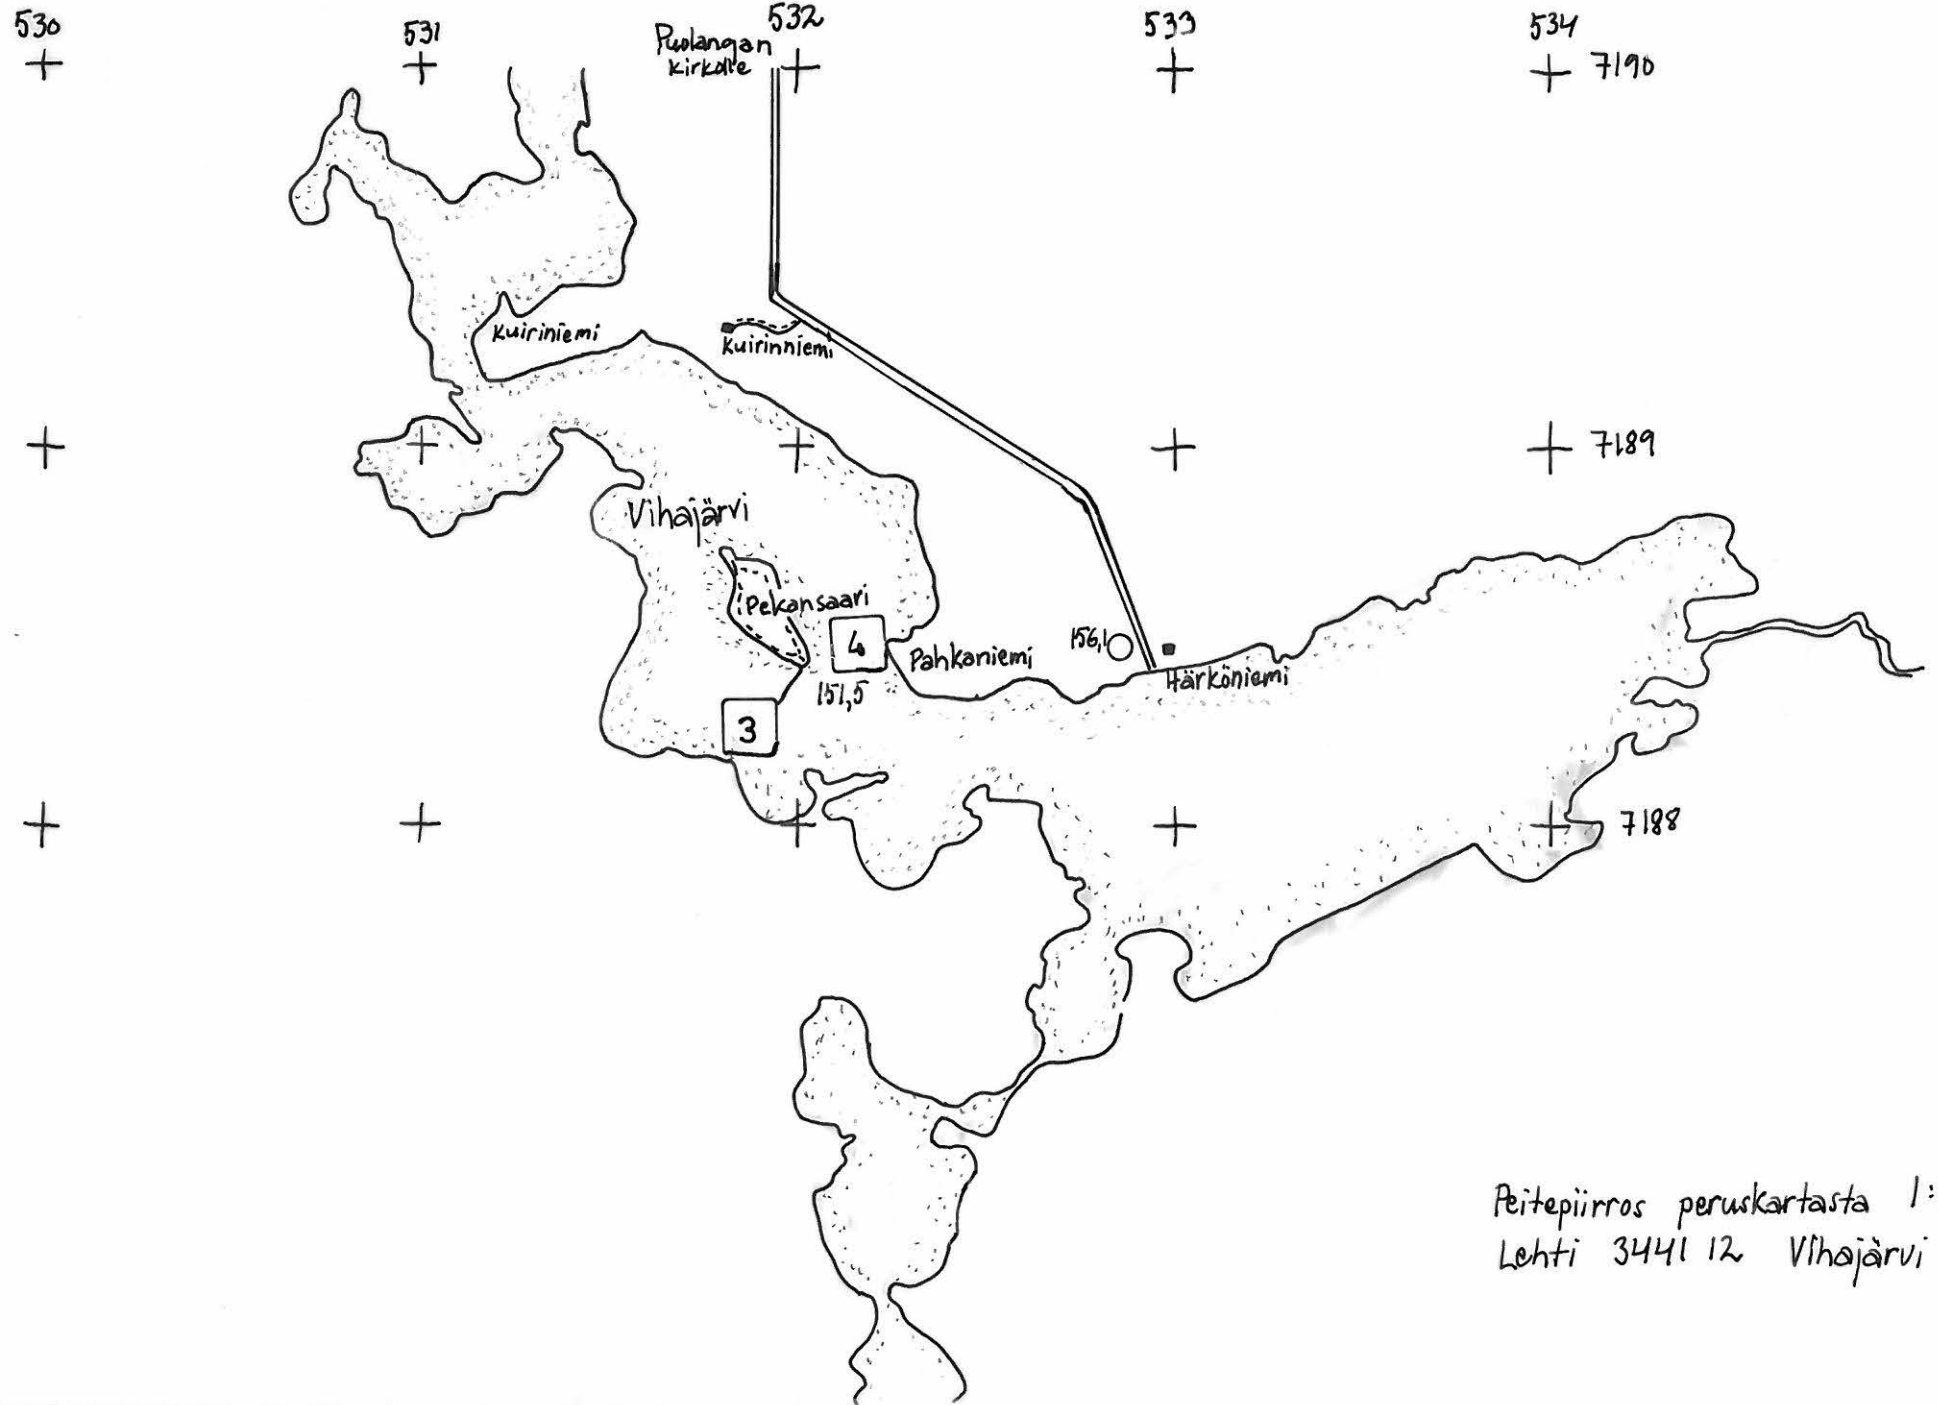 530
531
532
533
534
Puolangan
kirkolle
7190
Kuiriniemi
Kuirinniemi
7189
Vihajärvi
Pekansaari
4
Pahkaniemi
156,1
Härköniemi
151,5
3
7188
Peitepiirros peruskartasta 1:
Lehti 3441 12 Vihajärvi